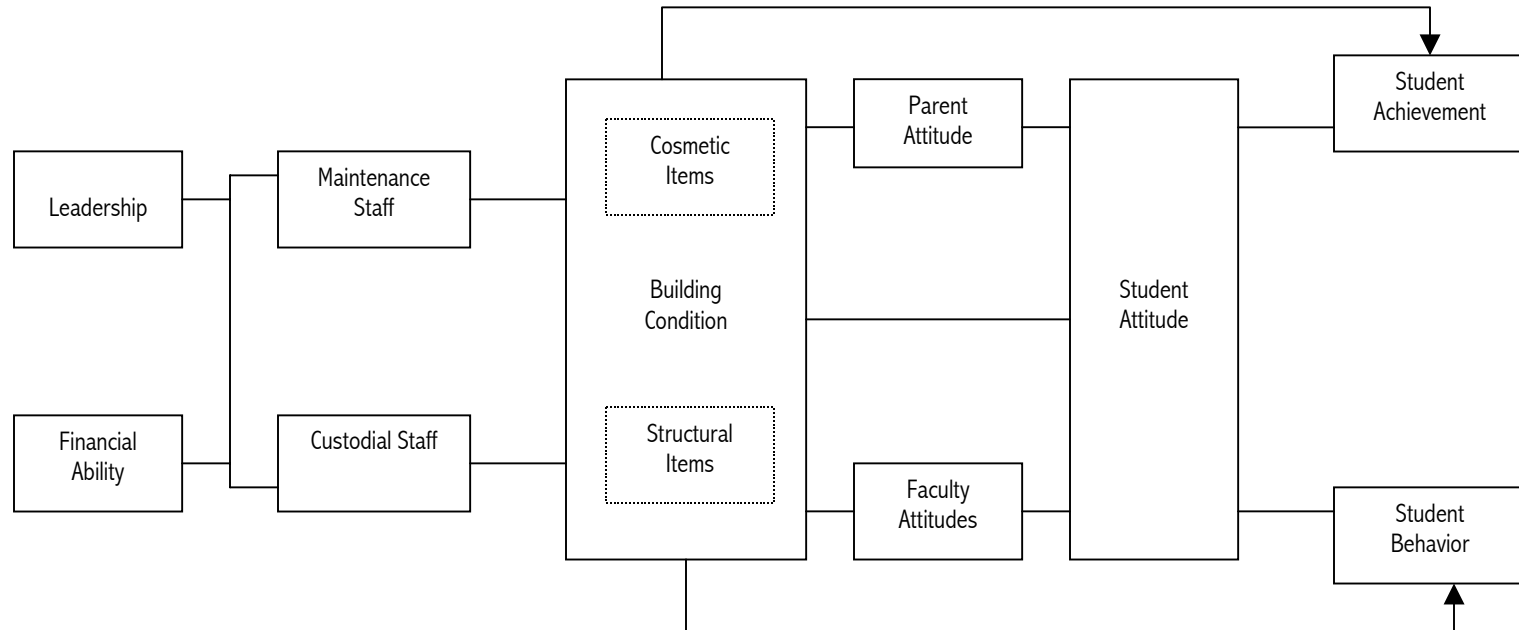 Leadership
Financial
Ability
Maintenance
Staff
Custodial Staff
Cosmetic
Items
Building
Condition
Structural
Items
Parent
Attitude
Faculty
Attitudes
Student
Attitude
Student
Achievement
Student
Behavior